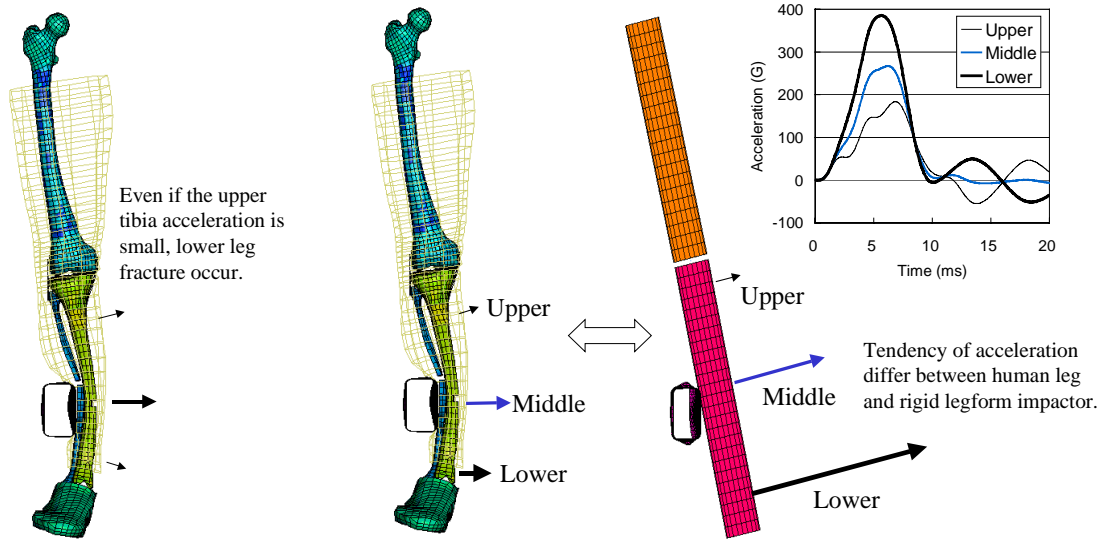 Even if the upper
tibia acceleration is
small, lower leg
fracture occur.
Upper
Middle
Lower
Upper
Middle
Lower
400
300
200
100
0
-100
Acceleration (G)
0
5
10
15
20
Time (ms)
Upper
Middle
Lower
Tendency of acceleration
differ between human leg
and rigid legform impactor.